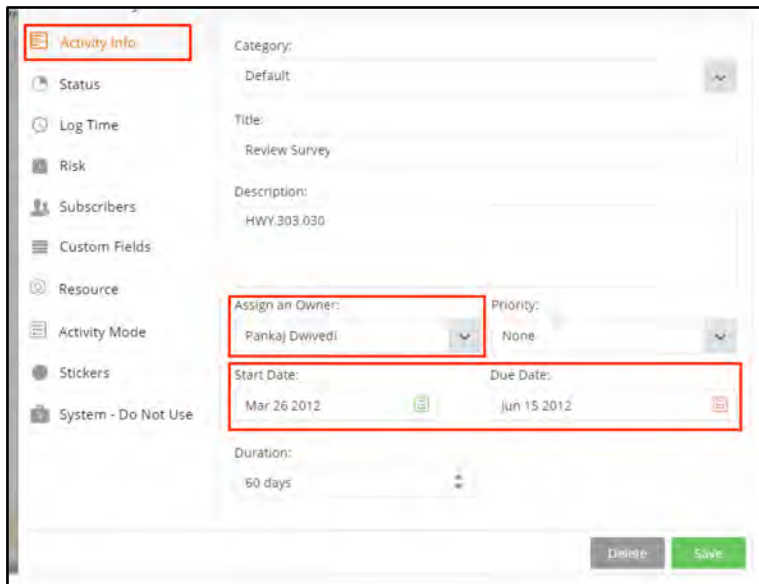 Activity Info
Status
Log Time
Risk
Subscribers
Custom Fields
Resource
Activity Mode
Stickers
System - Do Not Use
Category:
Default
Title:
Review Survey
Description:
HWY.303.030
Assign an Owner:
Priority:
Pankaj Dwivedi
None
Start Date:
Due Date:
Mar 26 2012
Jun 15 2012
Duration:
60 days
Delete
Save